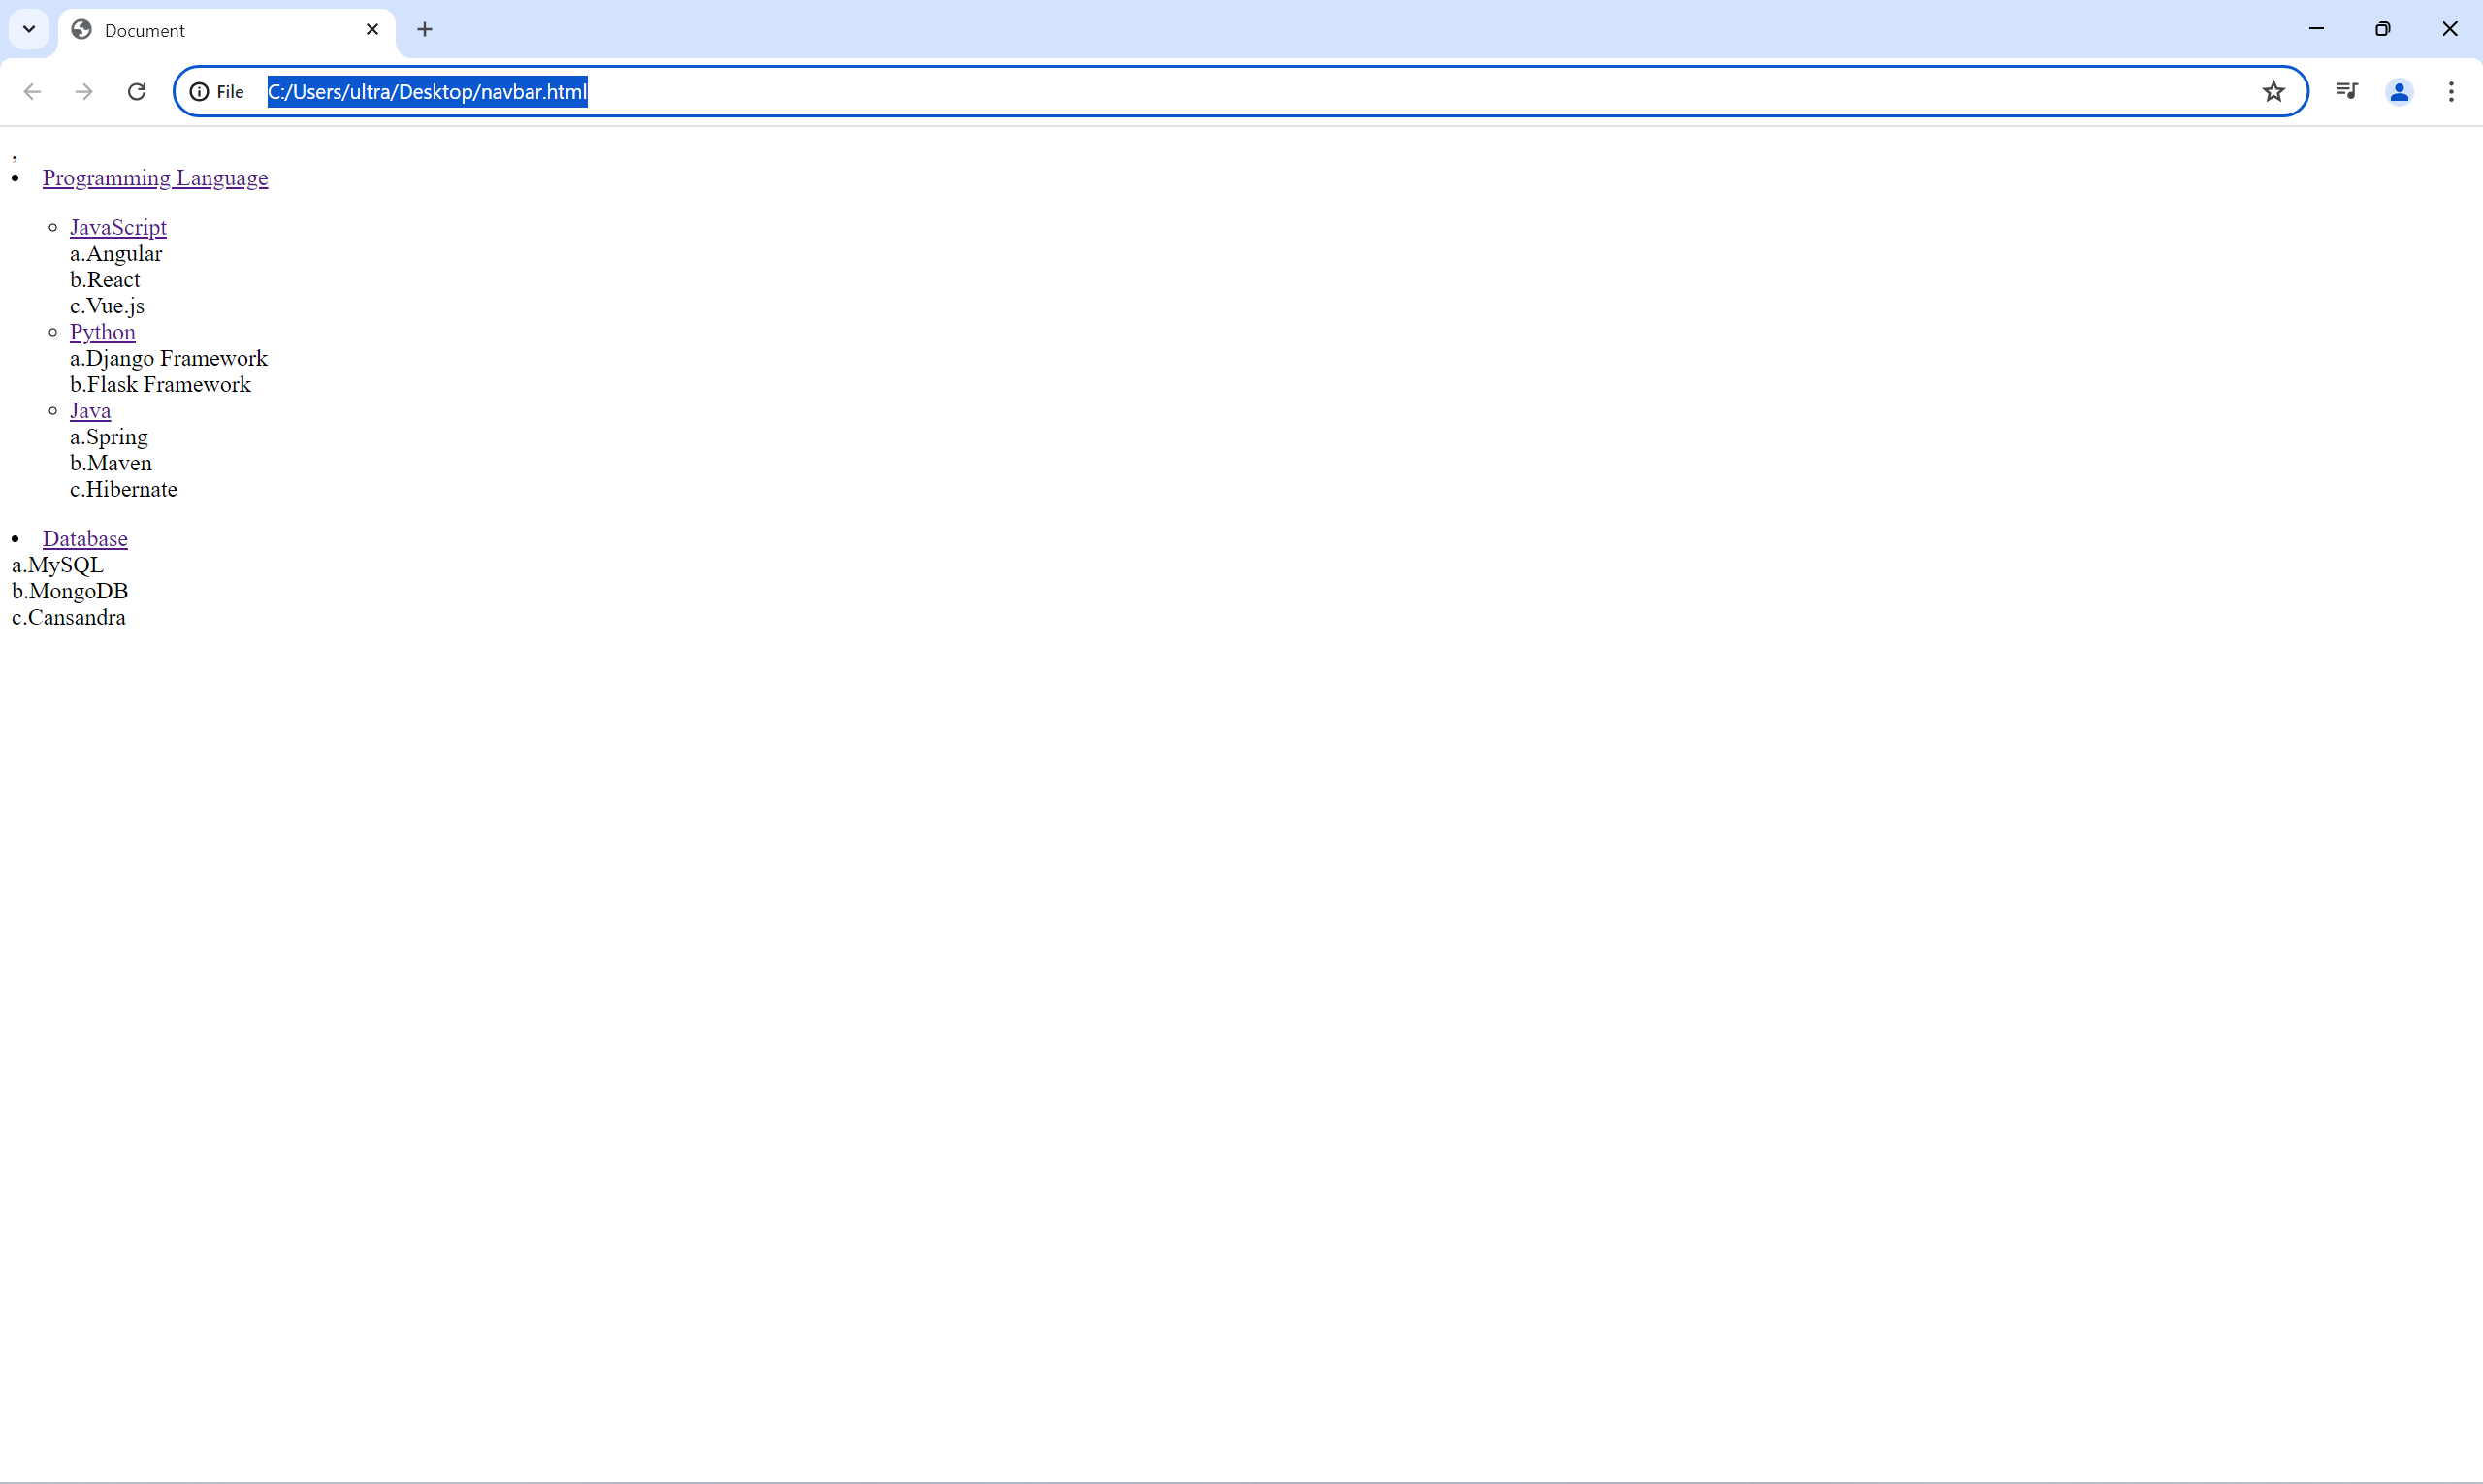 Document
File C:/Users/ultra/Desktop/navbar.html
,
• Programming Language
○ JavaScript
a.Angular
b.React
c.Vue.js
○ Python
a.Django Framework
b.Flask Framework
○ Java
a.Spring
b.Maven
c.Hibernate
• Database
a.MySQL
b.MongoDB
c.Cansandra